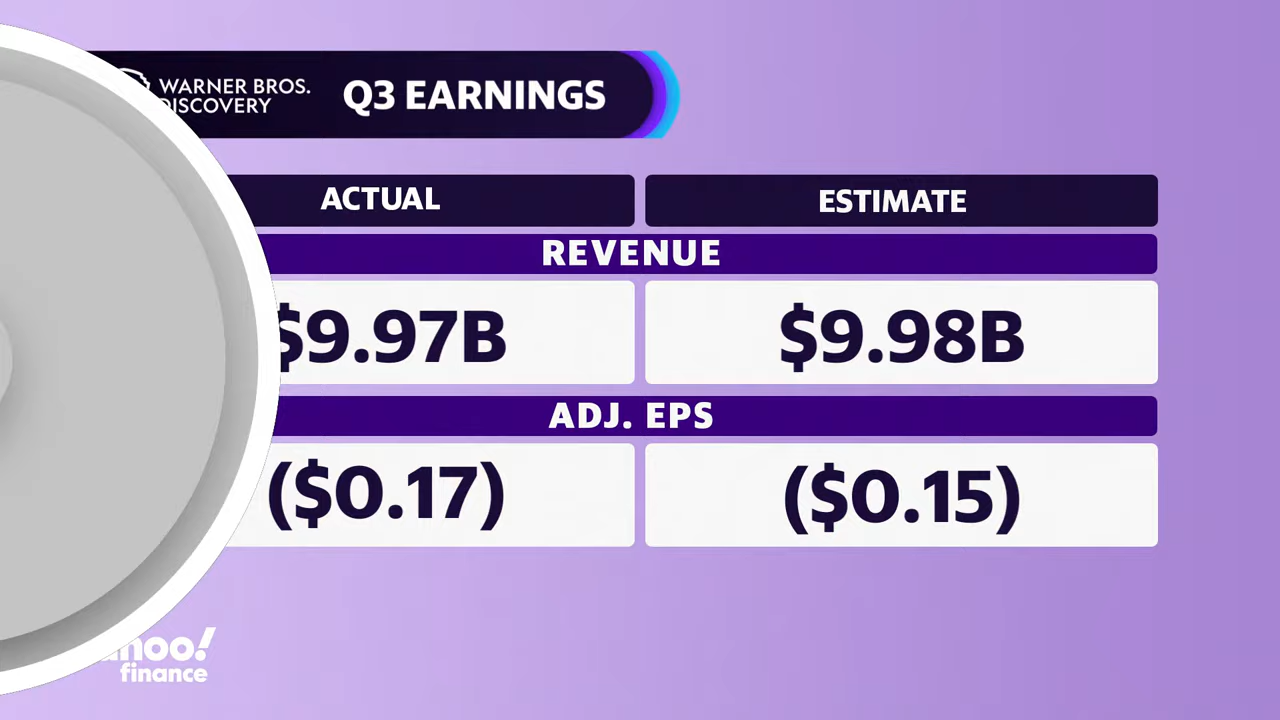 WARNER BROS.
DISCOVERY
Q3 EARNINGS
ACTUAL
ESTIMATE
REVENUE
$9.97B
$9.98B
ADJ. EPS
($0.17)
($0.15)
yahoo!
finance